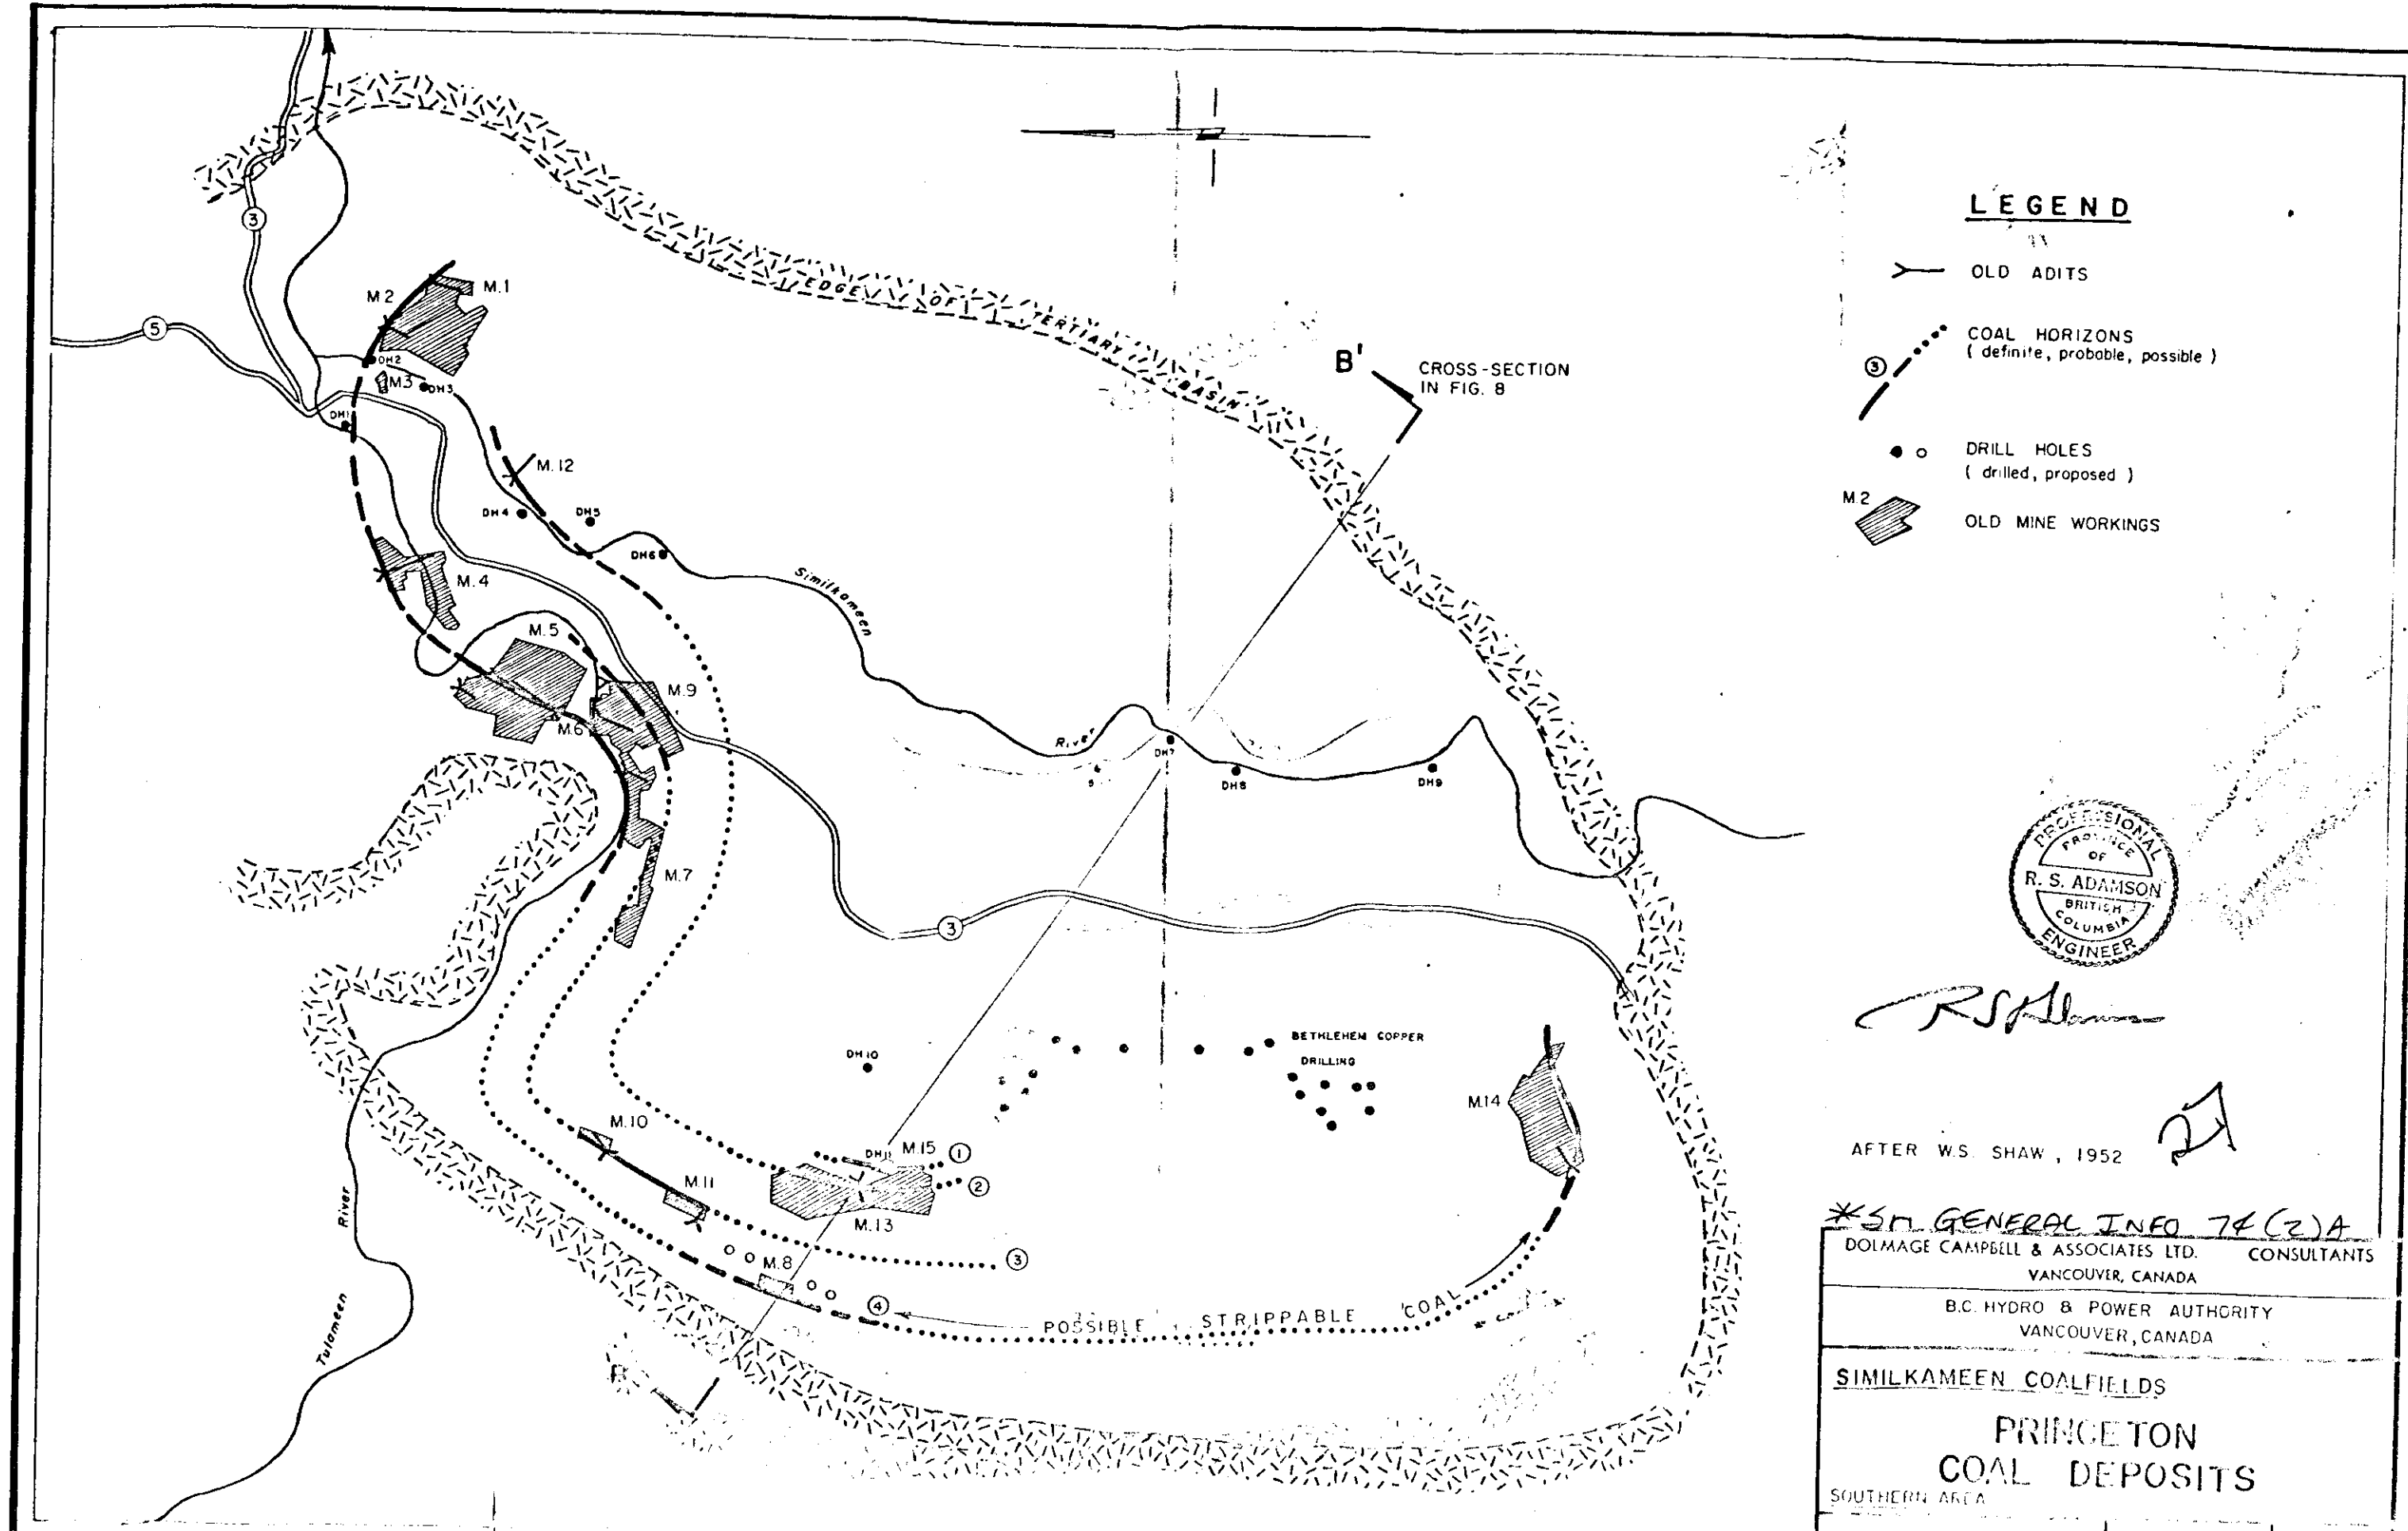 LEGEND
OLD ADITS
3
COAL HORIZONS
( definite, probable, possible )
DRILL HOLES
( drilled, proposed )
M.2
OLD MINE WORKINGS
3
5
M.2
M.1
DH2
M3
DH3
DH1
M.12
DH4
DH5
DH6
M.4
M.5
M.9
M.6
M.7
EDGE OF TERTIARY BASIN
B'
CROSS-SECTION
IN FIG. 8
Similkameen
River
DH7
DH8
DH9
3
DH10
BETHLEHEM COPPER
DRILLING
M.14
M.10
M.11
DH11
M.15
1
2
M.13
3
M.8
4
POSSIBLE STRIPPABLE COAL
Tulameen
River
PROFESSIONAL
PROVINCE
OF
R. S. ADAMSON
BRITISH
COLUMBIA
ENGINEER
RSAdamson
27
AFTER W.S. SHAW, 1952
*SM GENERAL INFO 74(2)A
DOLMAGE CAMPBELL & ASSOCIATES LTD. CONSULTANTS
VANCOUVER, CANADA
B.C. HYDRO & POWER AUTHORITY
VANCOUVER, CANADA
SIMILKAMEEN COALFIELDS
PRINCETON
COAL DEPOSITS
SOUTHERN AREA